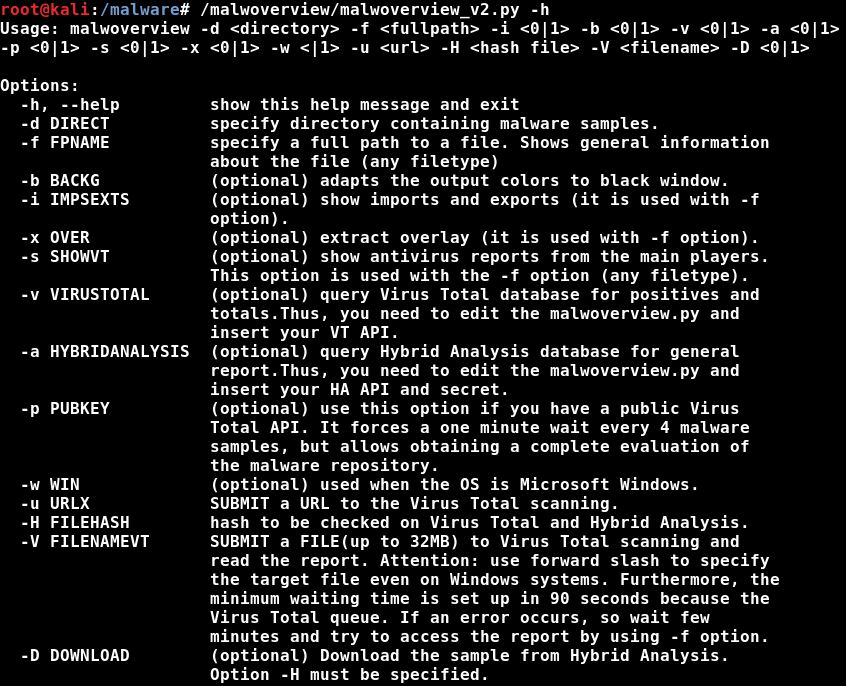 root@kali:/malware# /malwoverview/malwoverview_v2.py -h
Usage: malwoverview -d <directory> -f <fullpath> -i <0|1> -b <0|1> -v <0|1> -a <0|1>
-p <0|1> -s <0|1> -x <0|1> -w <|1> -u <url> -H <hash file> -V <filename> -D <0|1>

Options:
  -h, --help         show this help message and exit
  -d DIRECT          specify directory containing malware samples.
  -f FPNAME          specify a full path to a file. Shows general information
                     about the file (any filetype)
  -b BACKG           (optional) adapts the output colors to black window.
  -i IMPSEXTS        (optional) show imports and exports (it is used with -f
                     option).
  -x OVER            (optional) extract overlay (it is used with -f option).
  -s SHOWVT          (optional) show antivirus reports from the main players.
                     This option is used with the -f option (any filetype).
  -v VIRUSTOTAL      (optional) query Virus Total database for positives and
                     totals.Thus, you need to edit the malwoverview.py and
                     insert your VT API.
  -a HYBRIDANALYSIS  (optional) query Hybrid Analysis database for general
                     report.Thus, you need to edit the malwoverview.py and
                     insert your HA API and secret.
  -p PUBKEY          (optional) use this option if you have a public Virus
                     Total API. It forces a one minute wait every 4 malware
                     samples, but allows obtaining a complete evaluation of
                     the malware repository.
  -w WIN             (optional) used when the OS is Microsoft Windows.
  -u URLX            SUBMIT a URL to the Virus Total scanning.
  -H FILEHASH        hash to be checked on Virus Total and Hybrid Analysis.
  -V FILENAMEVT      SUBMIT a FILE(up to 32MB) to Virus Total scanning and
                     read the report. Attention: use forward slash to specify
                     the target file even on Windows systems. Furthermore, the
                     minimum waiting time is set up in 90 seconds because the
                     Virus Total queue. If an error occurs, so wait few
                     minutes and try to access the report by using -f option.
  -D DOWNLOAD        (optional) Download the sample from Hybrid Analysis.
                     Option -H must be specified.